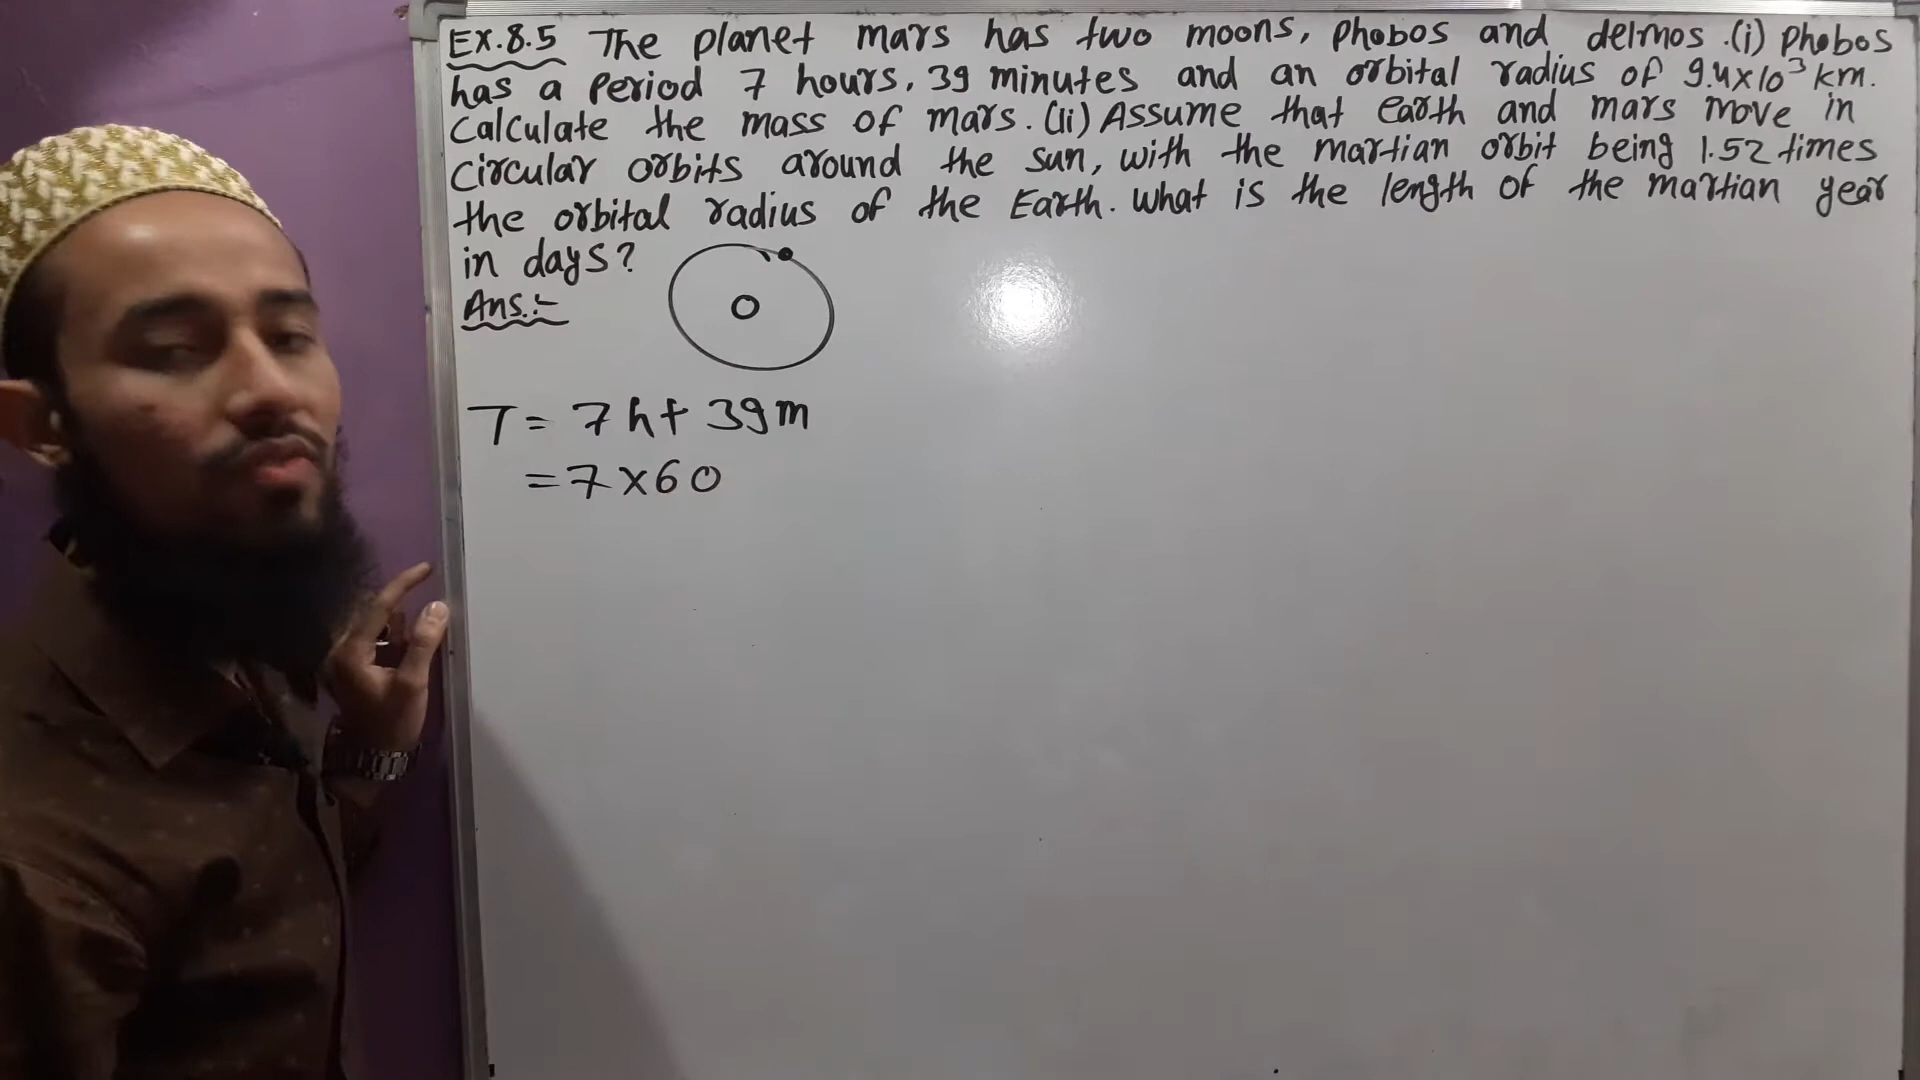 Ex.8.5 The planet mars has two moons, phobos and delmos .(i) phobos
has a period 7 hours, 39 minutes and an orbital radius of 9.4x10³ km.
Calculate the mass of mars. (ii) Assume that earth and mars move in
circular orbits around the sun, with the martian orbit being 1.52 times
the orbital radius of the Earth. What is the length of the martian year
in days?
Ans.:-
T = 7h + 39m
= 7 x 60